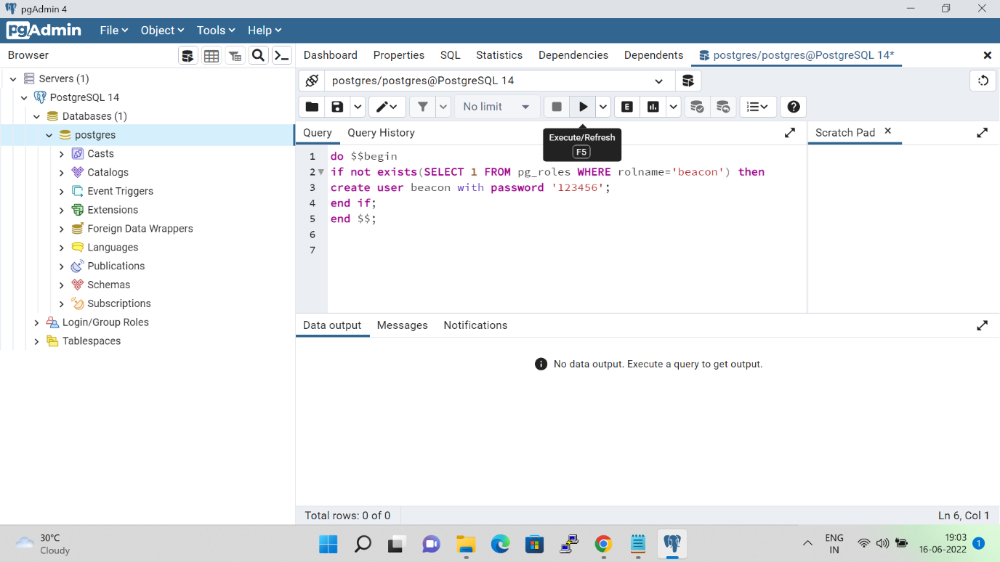 pgAdmin 4
pgAdmin
File
Object
Tools
Help
Browser
Dashboard
Properties
SQL
Statistics
Dependencies
Dependents
postgres/postgres@PostgreSQL 14*
Servers (1)
PostgreSQL 14
Databases (1)
postgres
Casts
Catalogs
Event Triggers
Extensions
Foreign Data Wrappers
Languages
Publications
Schemas
Subscriptions
Login/Group Roles
Tablespaces
postgres/postgres@PostgreSQL 14
No limit
E
Query
Query History
Execute/Refresh
F5
Scratch Pad
1 do $$begin
2 if not exists(SELECT 1 FROM pg_roles WHERE rolname='beacon') then
3 create user beacon with password '123456';
4 end if;
5 end $$;
6
7
Data output
Messages
Notifications
No data output. Execute a query to get output.
Total rows: 0 of 0
Ln 6, Col 1
30°C
Cloudy
ENG
IN
19:03
16-06-2022
1